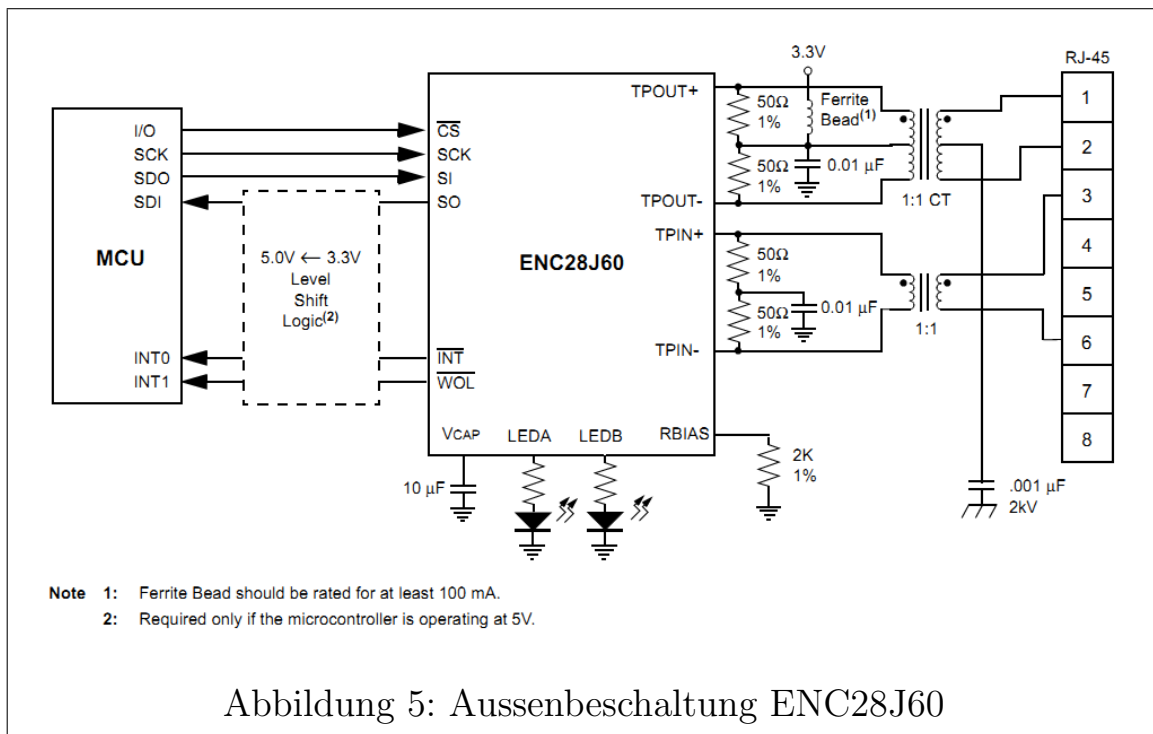 MCU
I/O
SCK
SDO
SDI
INT0
INT1
5.0V ← 3.3V
Level
Shift
Logic(2)
ENC28J60
CS
SCK
SI
SO
INT
WOL
VCAP
LEDA
LEDB
RBIAS
TPOUT+
TPOUT-
TPIN+
TPIN-
10 µF
2K
1%
50Ω
1%
50Ω
1%
3.3V
Ferrite
Bead(1)
0.01 µF
1:1 CT
50Ω
1%
50Ω
1%
0.01 µF
1:1
RJ-45
1
2
3
4
5
6
7
8
.001 µF
2kV
Note 1: Ferrite Bead should be rated for at least 100 mA.
2: Required only if the microcontroller is operating at 5V.
Abbildung 5: Aussenbeschaltung ENC28J60